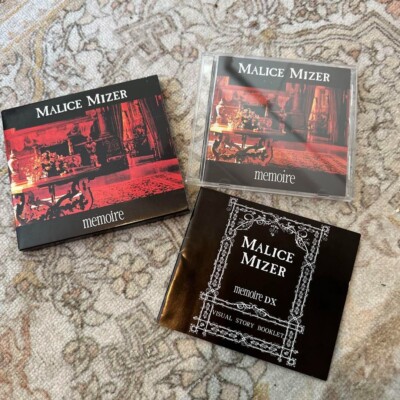 MALICE MIZER
memoire
MALICE MIZER
memoire
MALICE
MIZER
memoire DX
VISUAL STORY BOOKLET